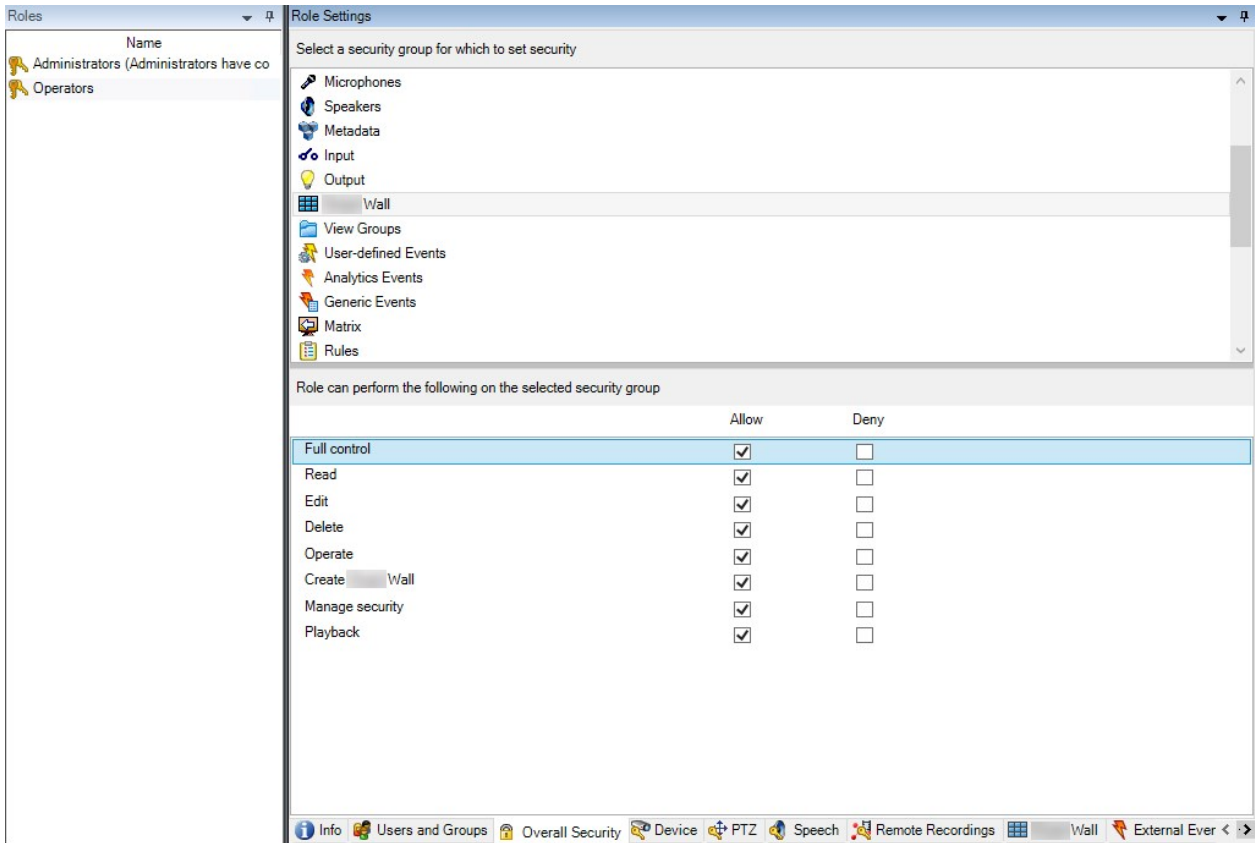 Roles
Name
Administrators (Administrators have co
Operators
Role Settings
Select a security group for which to set security
Microphones
Speakers
Metadata
Input
Output
Wall
View Groups
User-defined Events
Analytics Events
Generic Events
Matrix
Rules
Role can perform the following on the selected security group
Allow Deny
Full control
Read
Edit
Delete
Operate
Create Wall
Manage security
Playback
Info Users and Groups Overall Security Device PTZ Speech Remote Recordings Wall External Ever